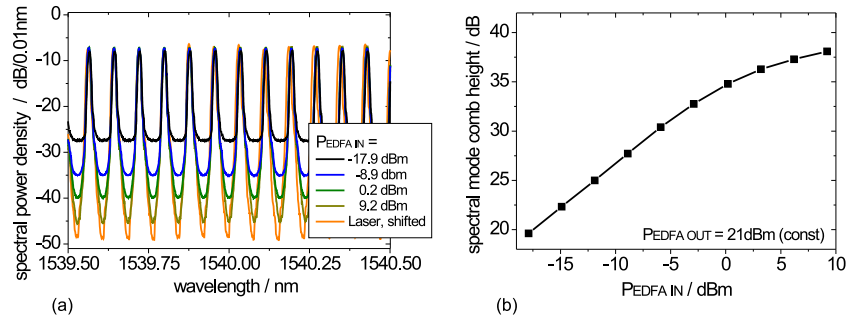 (a)
spectral power density / dB/0.01nm
0
-10
-20
-30
-40
-50
1539.50
1539.75
1540.00
1540.25
1540.50
wavelength / nm
PEDFA IN =
-17.9 dBm
-8,9 dbm
0.2 dBm
9.2 dBm
Laser, shifted
(b)
spectral mode comb height / dB
40
35
30
25
20
-15
-10
-5
0
5
10
PEDFA IN / dBm
PEDFA OUT = 21dBm (const)